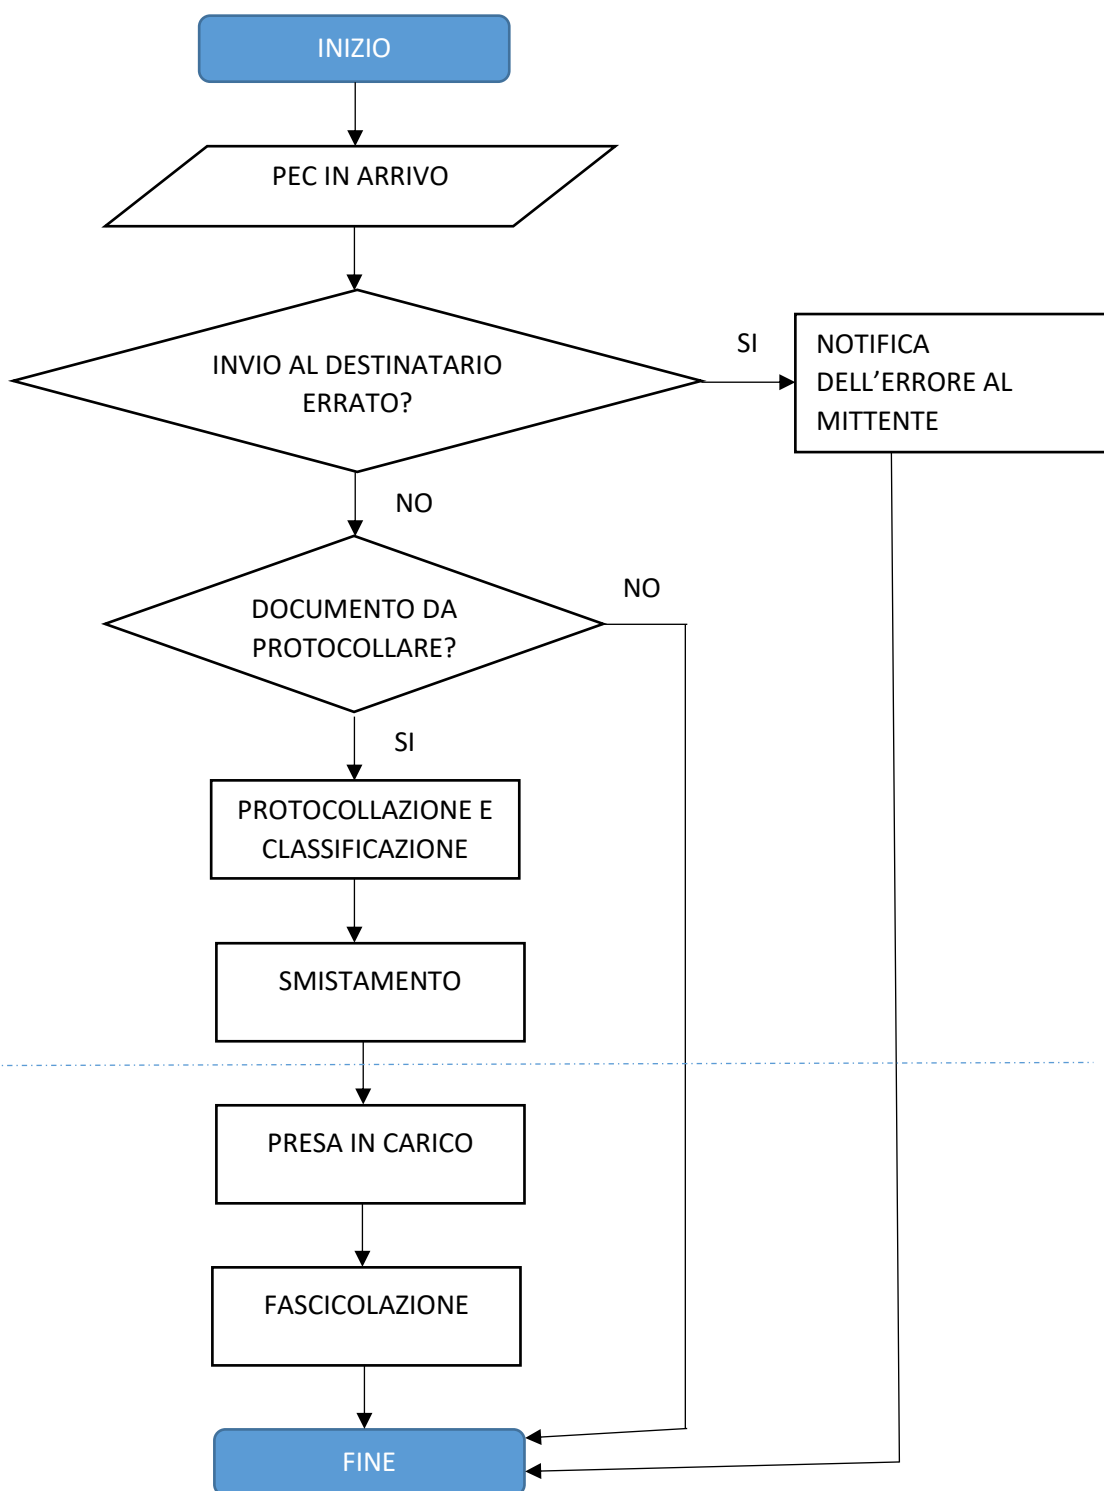 INIZIO
PEC IN ARRIVO
INVIO AL DESTINATARIO
ERRATO?
SI
NOTIFICA
DELL’ERRORE AL
MITTENTE
NO
DOCUMENTO DA
PROTOCOLLARE?
NO
SI
PROTOCOLLAZIONE E
CLASSIFICAZIONE
SMISTAMENTO
PRESA IN CARICO
FASCICOLAZIONE
FINE